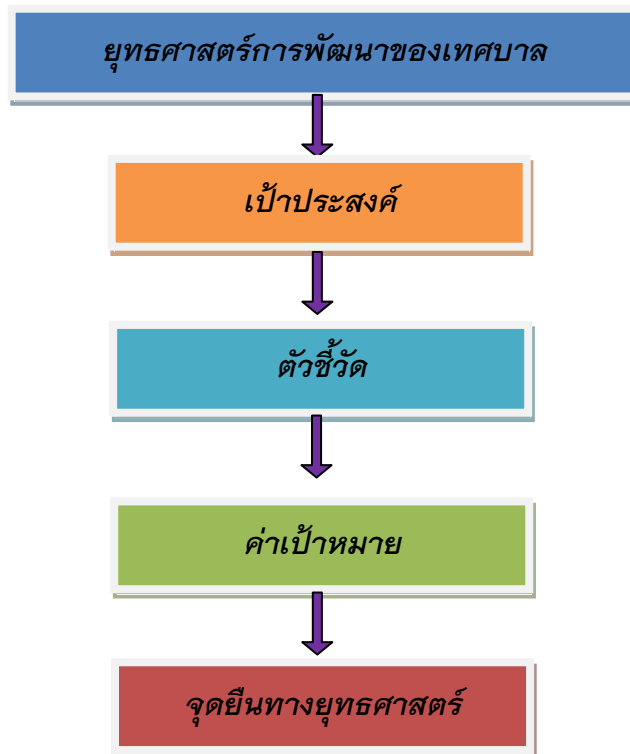 ยุทธศาสตร์การพัฒนาของเทศบาล
เป้าประสงค์
ตัวชี้วัด
ค่าเป้าหมาย
จุดยืนทางยุทธศาสตร์